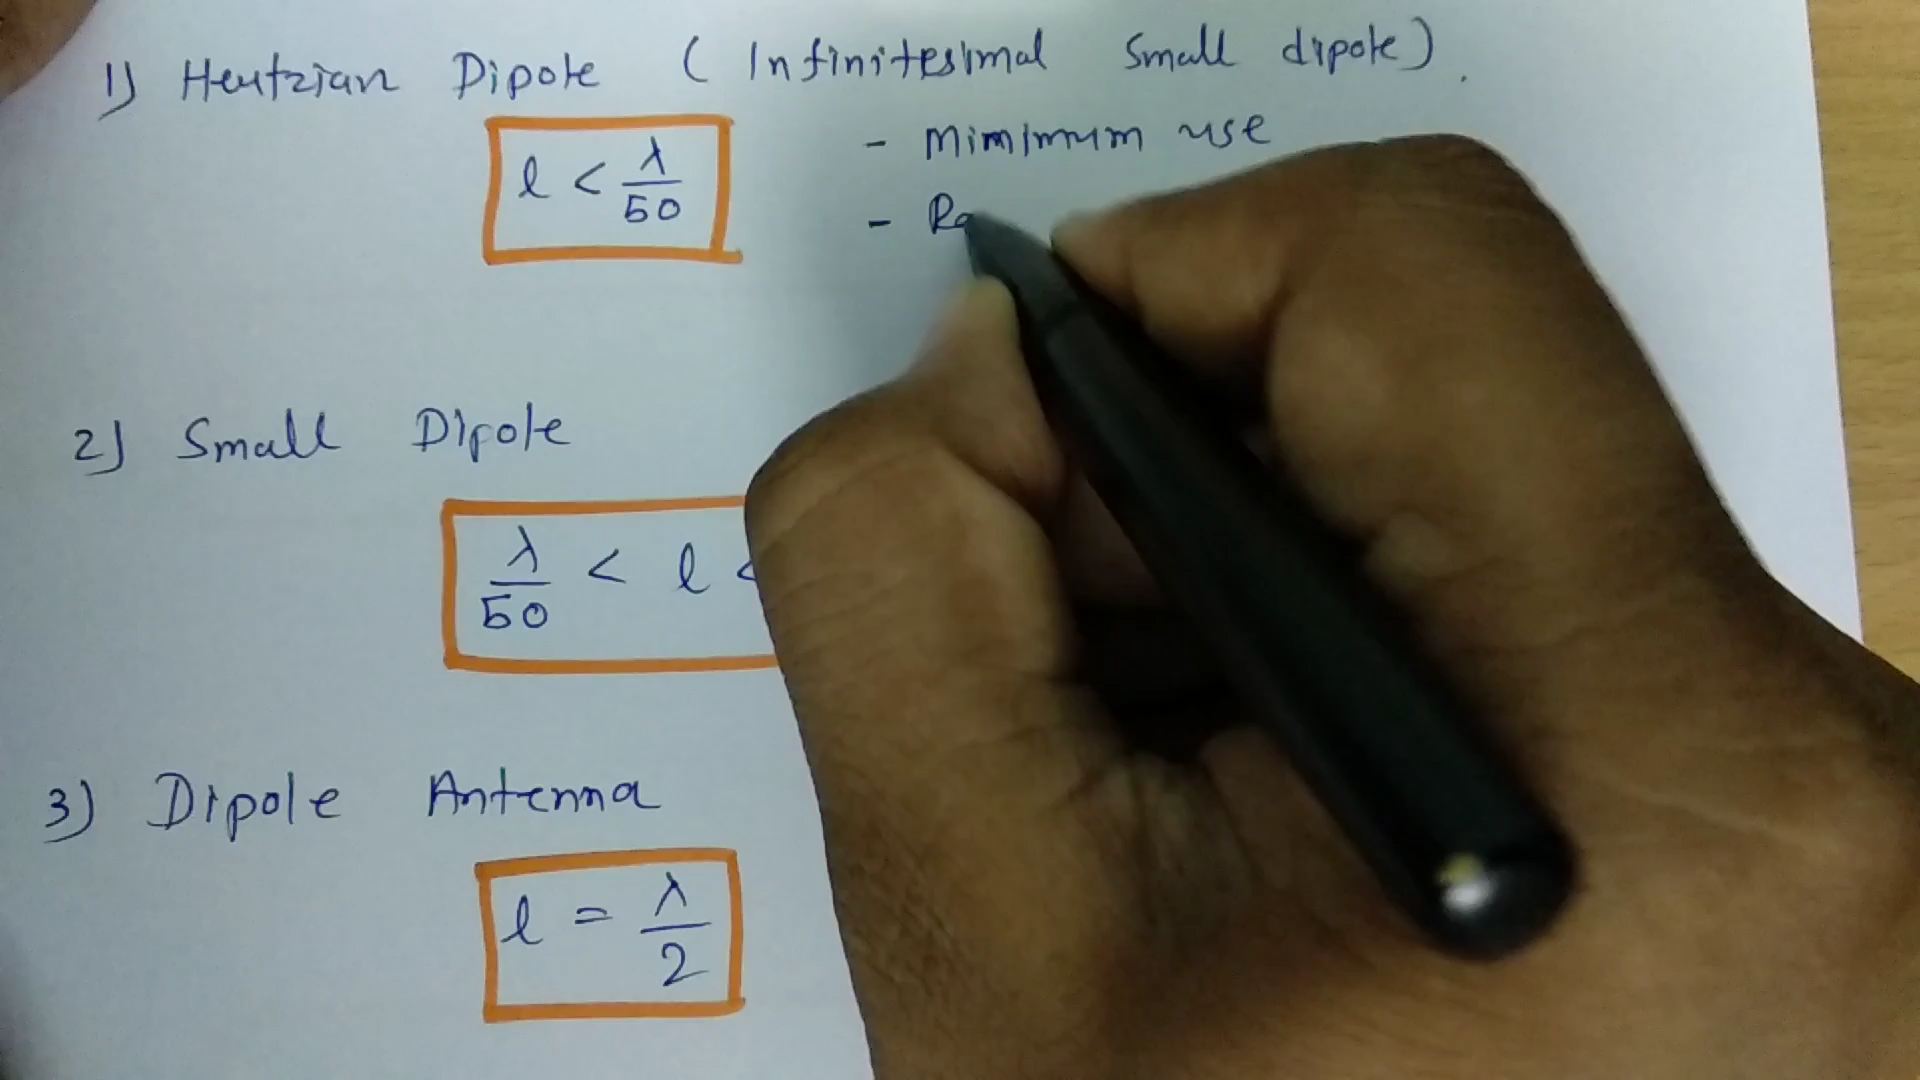 1) Hertzian Dipole ( Infinitesimal Small dipole ).
l < λ/50
- Mimimum use
2) Small Dipole
λ/50 < l <
3) Dipole Antenna
l = λ/2